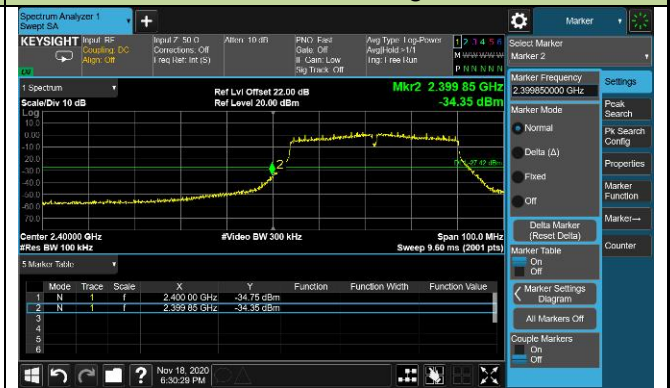 Spectrum Analyzer 1
Swept SA
+
Marker
KEYSIGHT
Input: RF
Coupling: DC
Align: Off
Input Z: 50 Ω
Corrections: Off
Freq Ref: Int (S)
Atten: 10 dB
PNO: Fast
Gate: Off
IF Gain: Low
Sig Track: Off
Avg Type: Log-Power
Avg|Hold:>1/1
Trig: Free Run
1 2 3 4 5 6
M W W W W W
P N N N N N
LXI
Select Marker
Marker 2
1 Spectrum
Scale/Div 10 dB
Ref Lvl Offset 22.00 dB
Ref Level 20.00 dBm
Mkr2 2.399 85 GHz
-34.35 dBm
Log
10.0
0.00
-10.0
-20.0
-30.0
-40.0
-50.0
-60.0
-70.0
2
-27.42 dBm
Center 2.40000 GHz
#Res BW 100 kHz
#Video BW 300 kHz
Span 100.0 MHz
Sweep 9.60 ms (2001 pts)
5 Marker Table
Mode Trace Scale X Y Function Function Width Function Value
1 N 1 f 2.400 00 GHz -34.75 dBm
2 N 1 f 2.399 85 GHz -34.35 dBm
3
4
5
6
Marker Frequency
2.399850000 GHz
Marker Mode
Normal
Delta (Δ)
Fixed
Off
Delta Marker
(Reset Delta)
Marker Table
On
Off
Marker Settings
Diagram
All Markers Off
Couple Markers
On
Off
Settings
Peak
Search
Pk Search
Config
Properties
Marker
Function
Marker→
Counter
?
Nov 18, 2020
6:30:29 PM